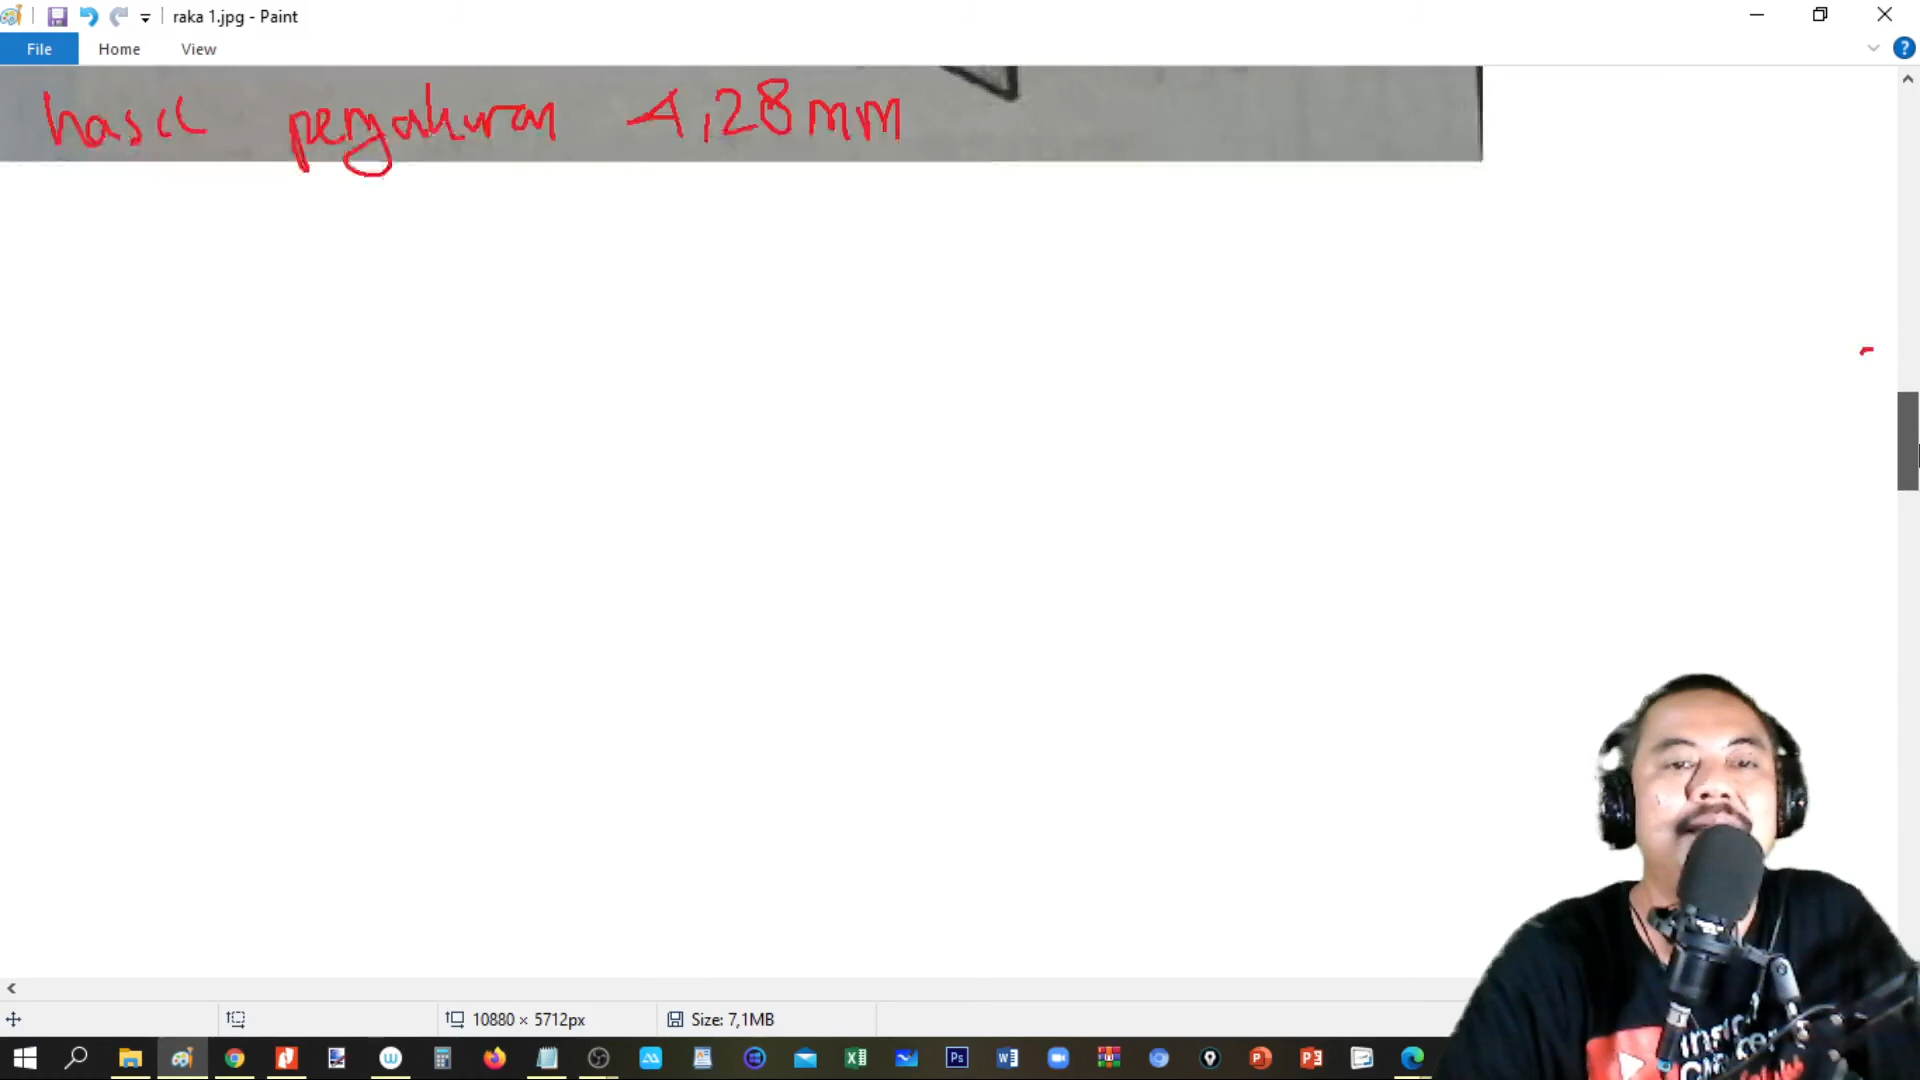 raka 1.jpg - Paint
File Home View
hasil pengukuran 4,28 mm
10880 × 5712px Size: 7,1MB